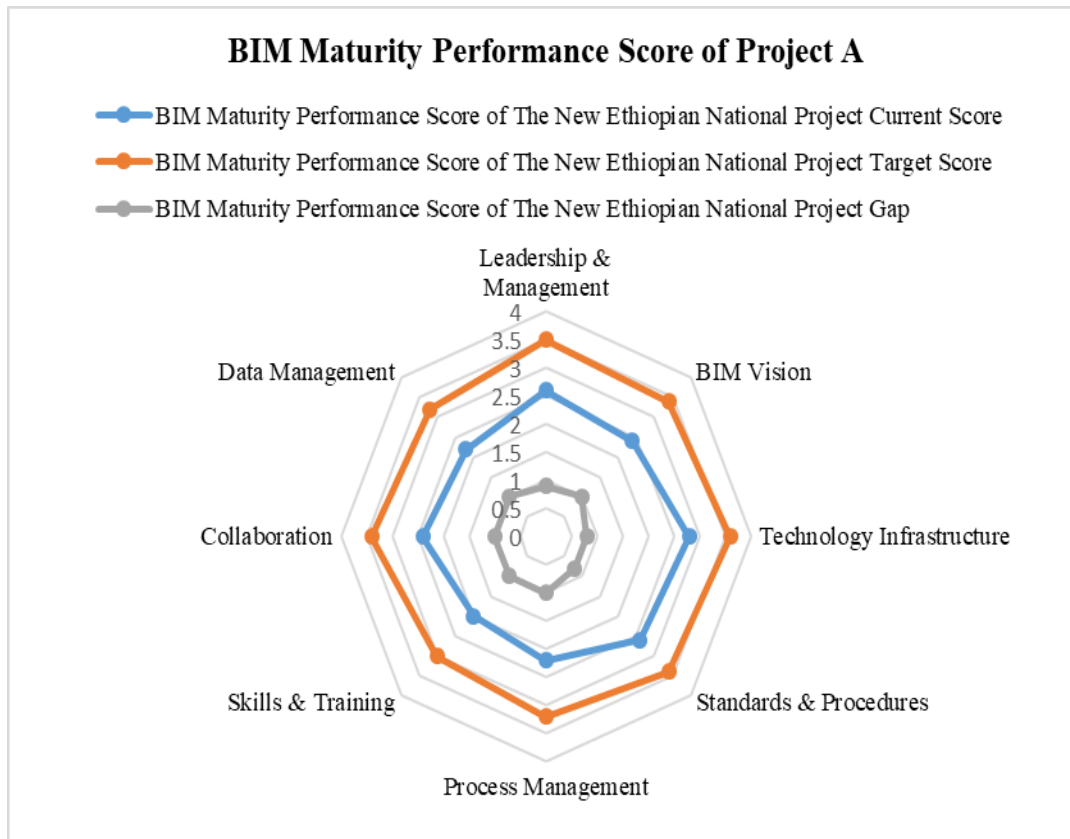 BIM Maturity Performance Score of Project A
BIM Maturity Performance Score of The New Ethiopian National Project Current Score
BIM Maturity Performance Score of The New Ethiopian National Project Target Score
BIM Maturity Performance Score of The New Ethiopian National Project Gap
Leadership &
Management
4
3.5
3
2.5
2
1.5
1
0.5
0
BIM Vision
Technology Infrastructure
Standards & Procedures
Process Management
Skills & Training
Collaboration
Data Management